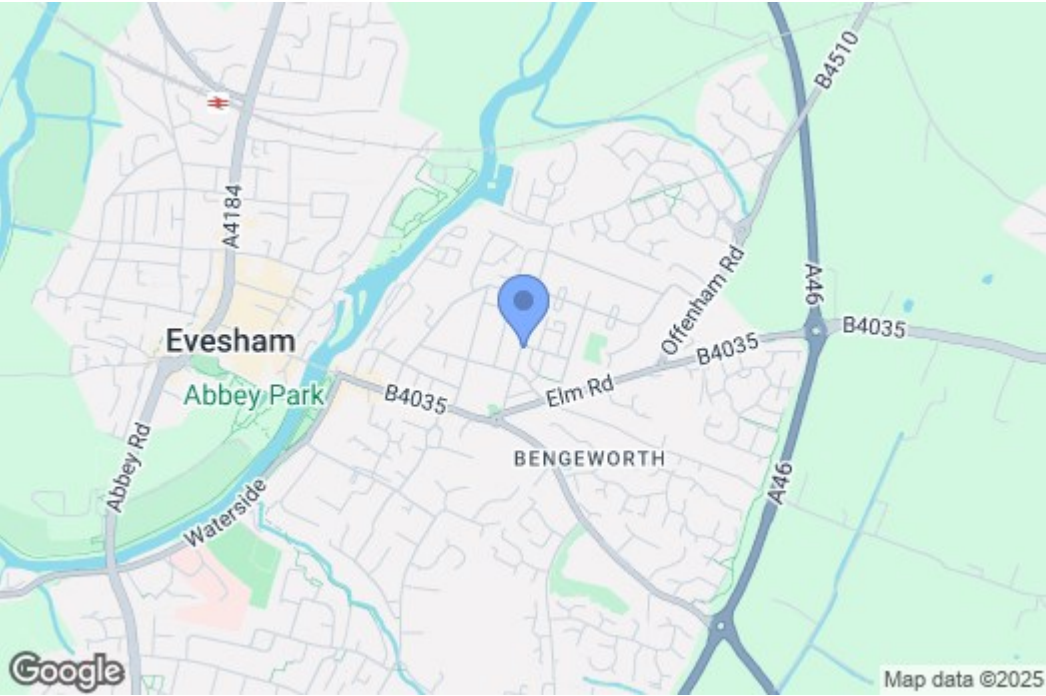 B4510
A4184
Offenham Rd
A46
B4035
Evesham
B4035
Abbey Park
B4035
Elm Rd
BENGEWORTH
Abbey Rd
A46
Waterside
Google
Map data ©2025